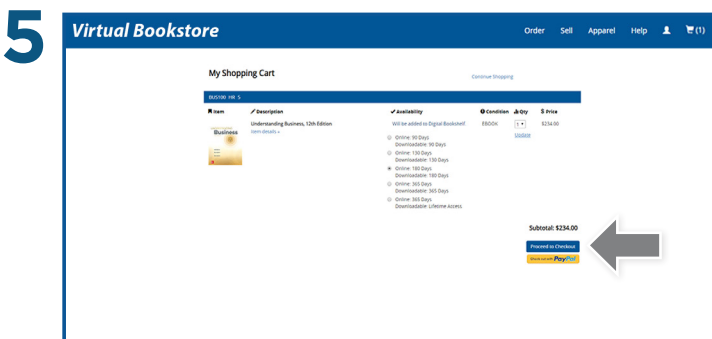 5
Virtual Bookstore
Order Sell Apparel Help (1)
My Shopping Cart
Continue Shopping
BUS100 HR S
Item Description Availability Condition Qty Price
Understanding Business, 12th Edition Will be added to Digital Bookshelf EBOOK 1 $234.00
item details »
Update
Business
Online: 90 Days
Downloadable: 90 Days
Online: 130 Days
Downloadable: 130 Days
Online: 180 Days
Downloadable: 180 Days
Online: 365 Days
Downloadable: 365 Days
Online: 365 Days
Downloadable: Lifetime Access
Subtotal: $234.00
Proceed to Checkout
PayPal